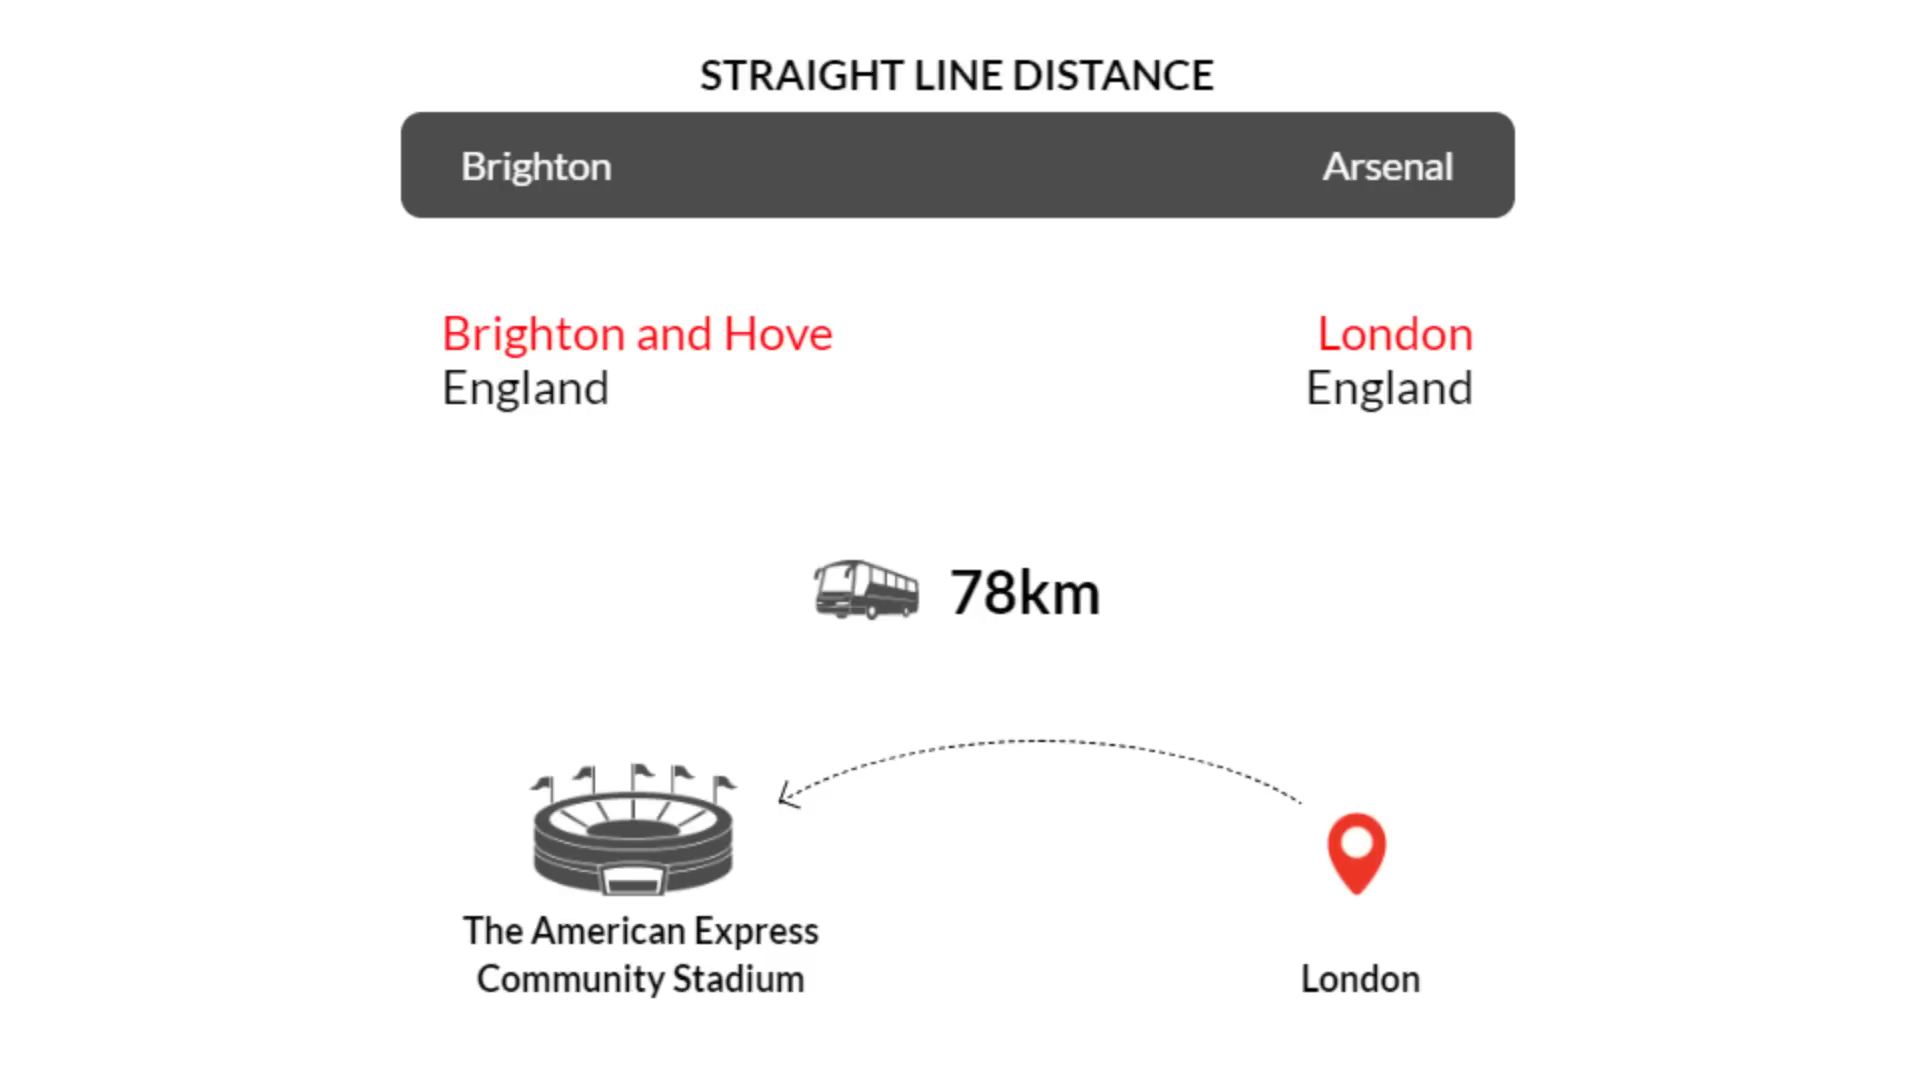 STRAIGHT LINE DISTANCE
Brighton
Arsenal
Brighton and Hove
England
London
England
78km
The American Express
Community Stadium
London